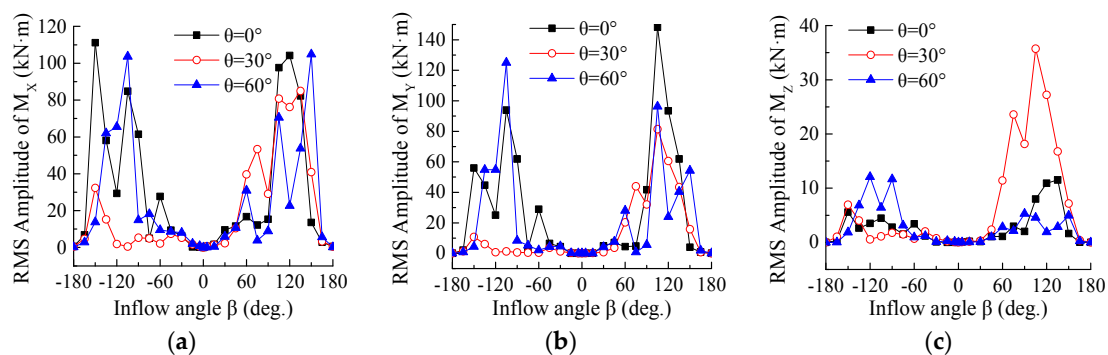 RMS Amplitude of M_X (kN·m)
120
100
80
60
40
20
0
θ=0°
θ=30°
θ=60°
-180 -120 -60 0 60 120 180
Inflow angle β (deg.)
(a)
RMS Amplitude of M_Y (kN·m)
140
120
100
80
60
40
20
0
θ=0°
θ=30°
θ=60°
-180 -120 -60 0 60 120 180
Inflow angle β (deg.)
(b)
RMS Amplitude of M_Z (kN·m)
40
30
20
10
0
θ=0°
θ=30°
θ=60°
-180 -120 -60 0 60 120 180
Inflow angle β (deg.)
(c)